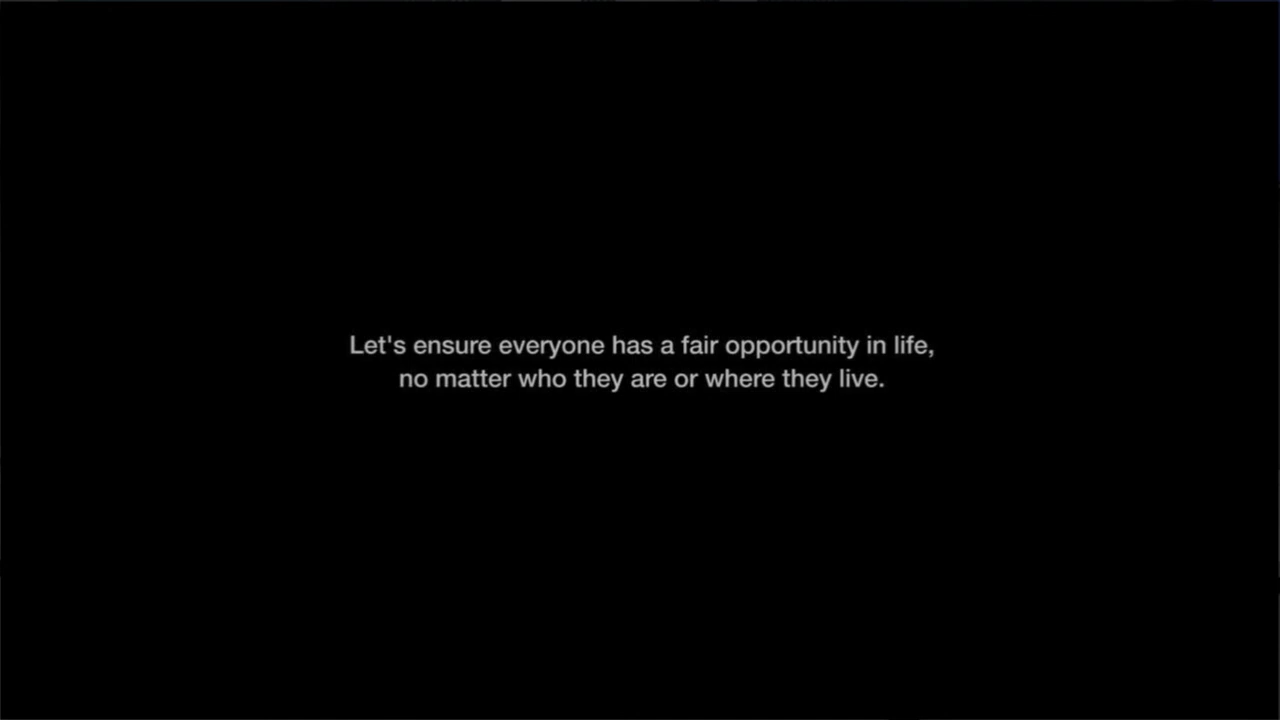 Let's ensure everyone has a fair opportunity in life,
no matter who they are or where they live.